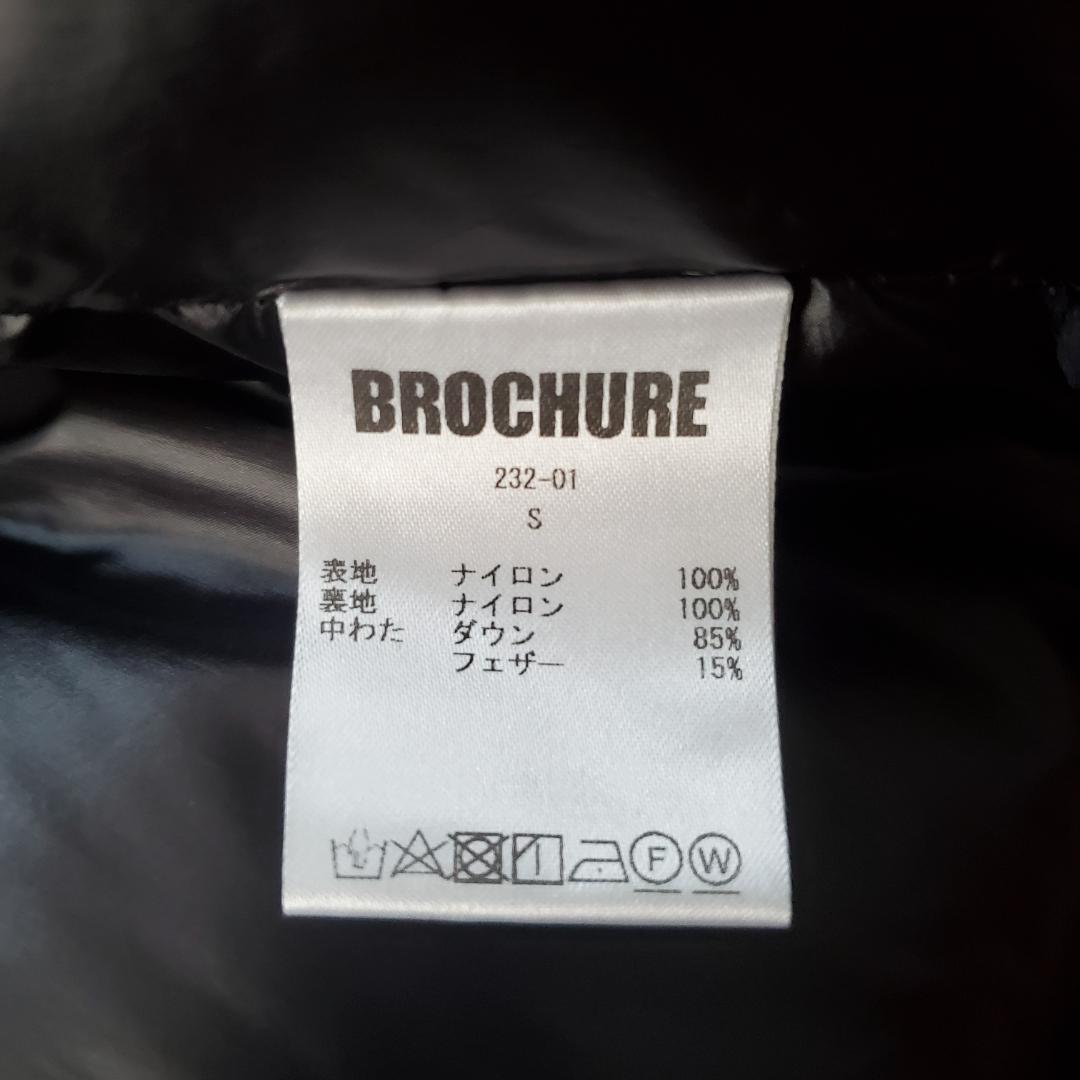 BROCHURE
232-01
S
表地 ナイロン 100%
裏地 ナイロン 100%
中わた ダウン 85%
フェザー 15%
F W